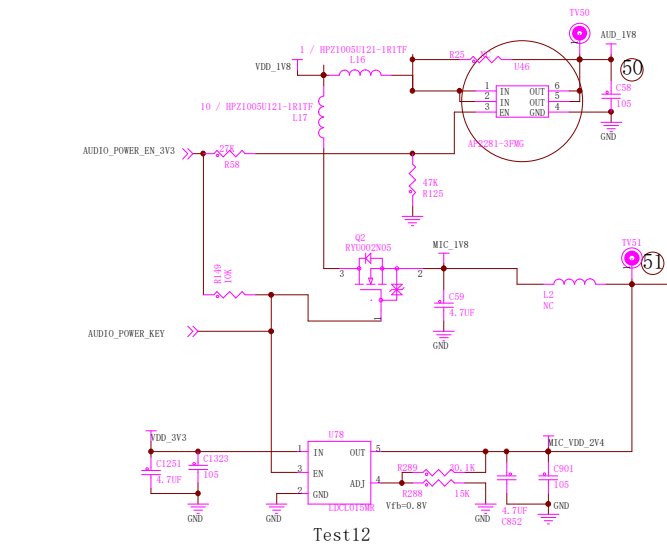 TV50
1 / HPZ1005U121-1R1TF
L16
R25
AUD_1V8
VDD_1V8
U46
50
1 IN OUT 6
2 IN OUT 5
3 EN GND 4
C58
105
10 / HPZ1005U121-1R1TF
L17
GND
AP2281-3FMG
27K
AUDIO_POWER_EN_3V3
R58
47K
R125
Q2
RYU002N05
MIC_1V8
TV51
51
3
2
R149
10K
C59
4.7UF
L2
NC
1
AUDIO_POWER_KEY
GND
VDD_3V3
U78
MIC_VDD_2V4
1 IN OUT 5
C1251
4.7UF
C1323
105
3 EN
ADJ 4
2 GND
R289 30.1K
R288 15K
C901
105
LDCL015MR
Vfb=0.8V
4.7UF
C852
GND
GND
GND
GND
Test12